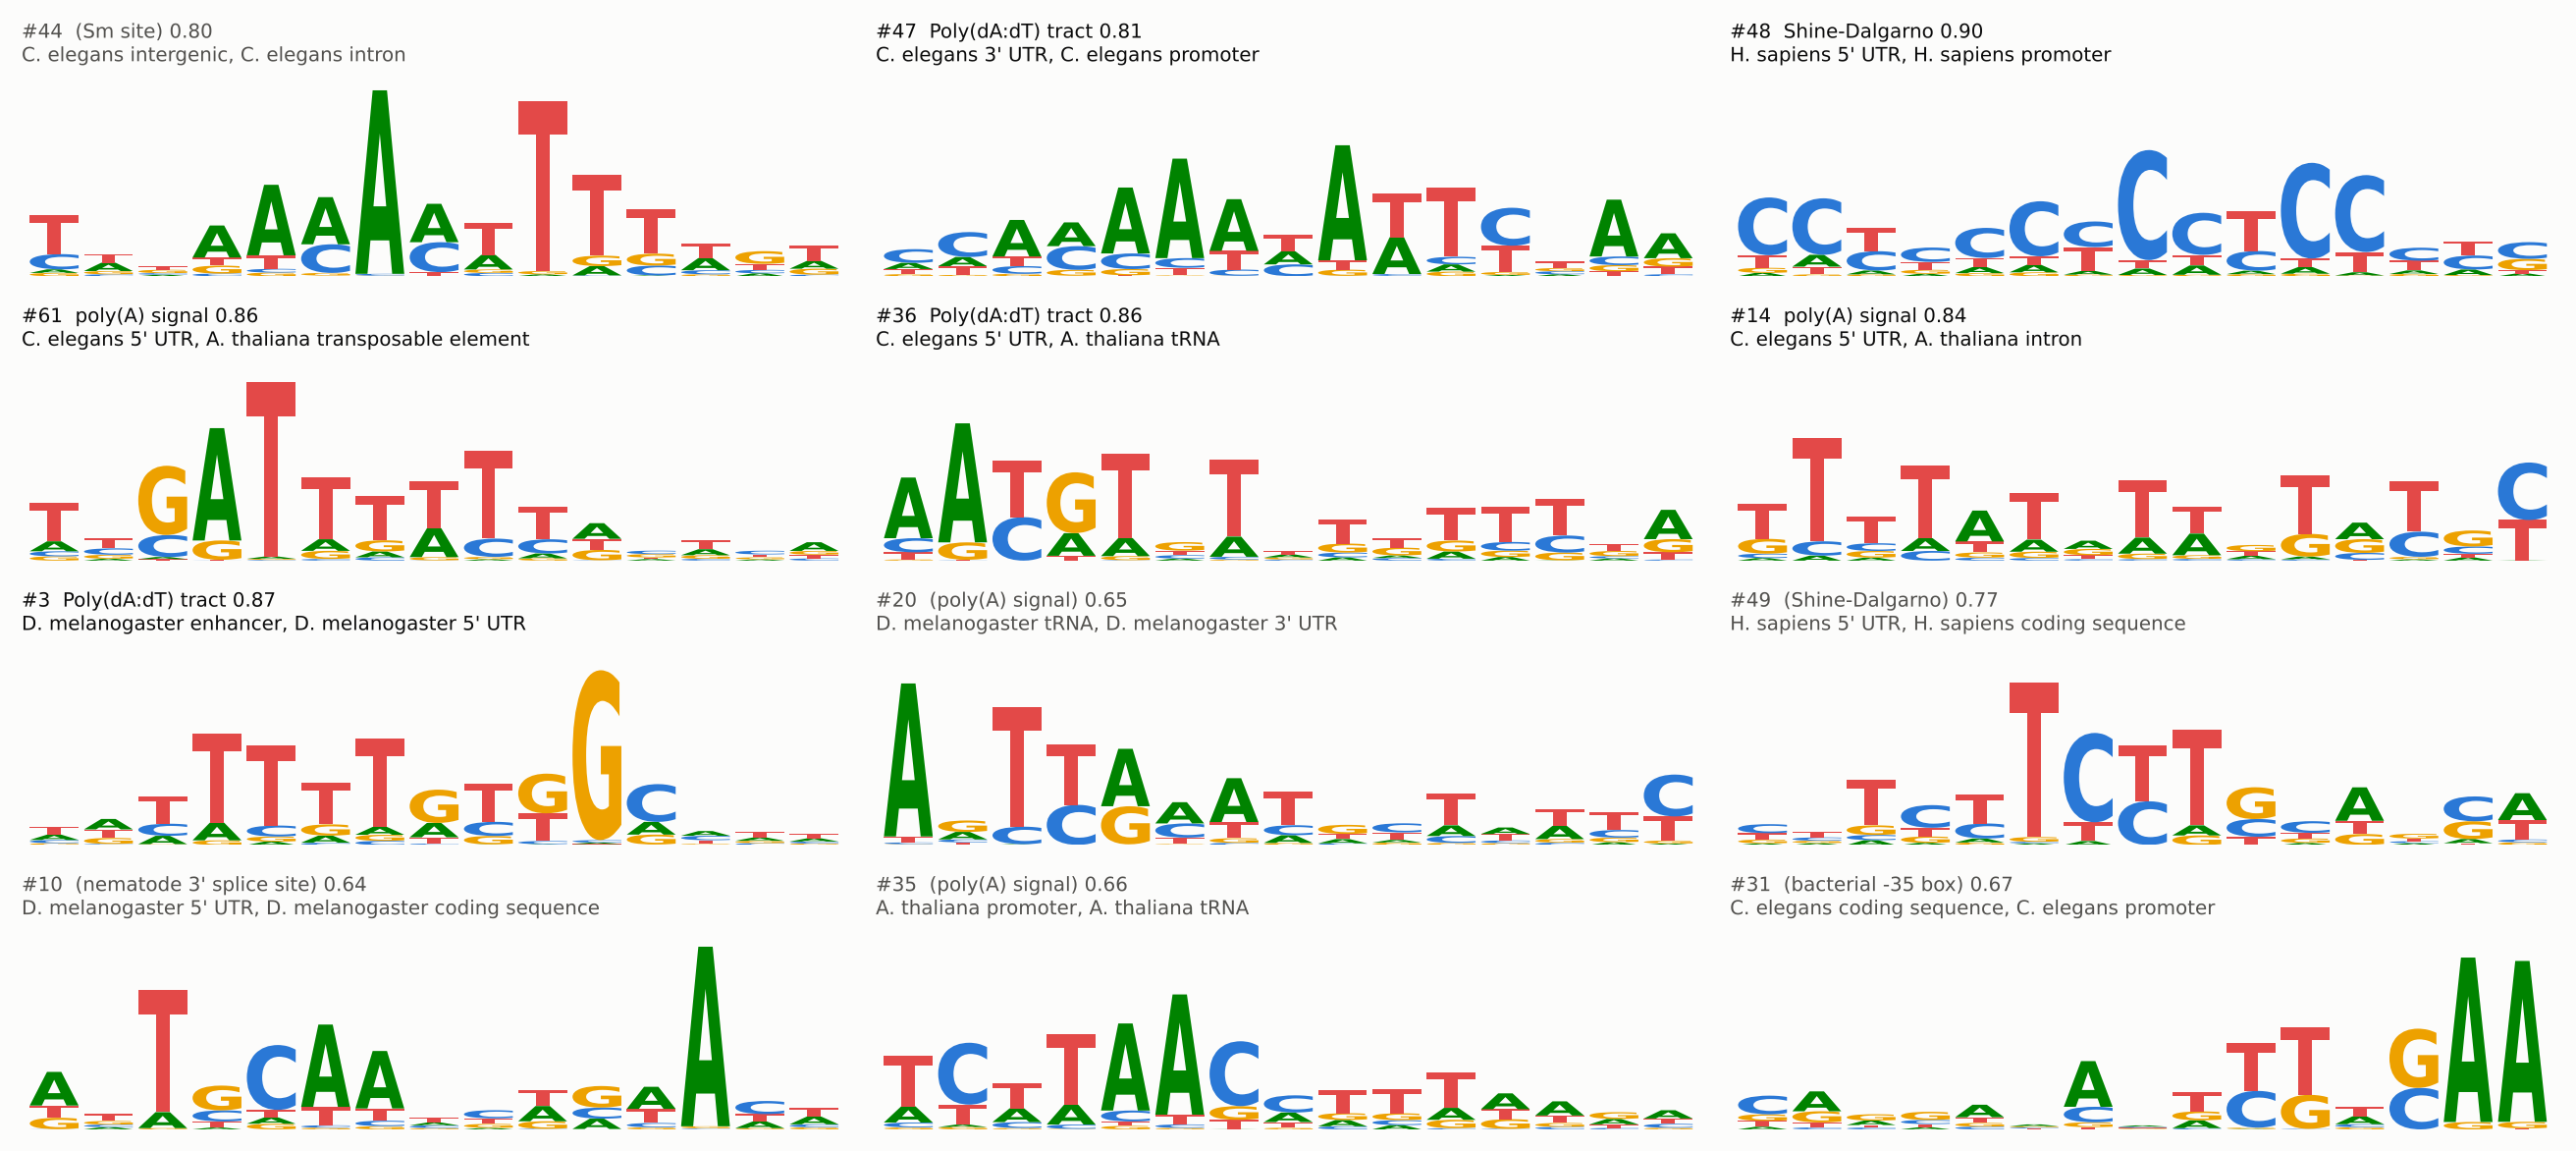 #44 (Sm site) 0.80
C. elegans intergenic, C. elegans intron
#47 Poly(dA:dT) tract 0.81
C. elegans 3' UTR, C. elegans promoter
#48 Shine-Dalgarno 0.90
H. sapiens 5' UTR, H. sapiens promoter
#61 poly(A) signal 0.86
C. elegans 5' UTR, A. thaliana transposable element
#36 Poly(dA:dT) tract 0.86
C. elegans 5' UTR, A. thaliana tRNA
#14 poly(A) signal 0.84
C. elegans 5' UTR, A. thaliana intron
#3 Poly(dA:dT) tract 0.87
D. melanogaster enhancer, D. melanogaster 5' UTR
#20 (poly(A) signal) 0.65
D. melanogaster tRNA, D. melanogaster 3' UTR
#49 (Shine-Dalgarno) 0.77
H. sapiens 5' UTR, H. sapiens coding sequence
#10 (nematode 3' splice site) 0.64
D. melanogaster 5' UTR, D. melanogaster coding sequence
#35 (poly(A) signal) 0.66
A. thaliana promoter, A. thaliana tRNA
#31 (bacterial -35 box) 0.67
C. elegans coding sequence, C. elegans promoter